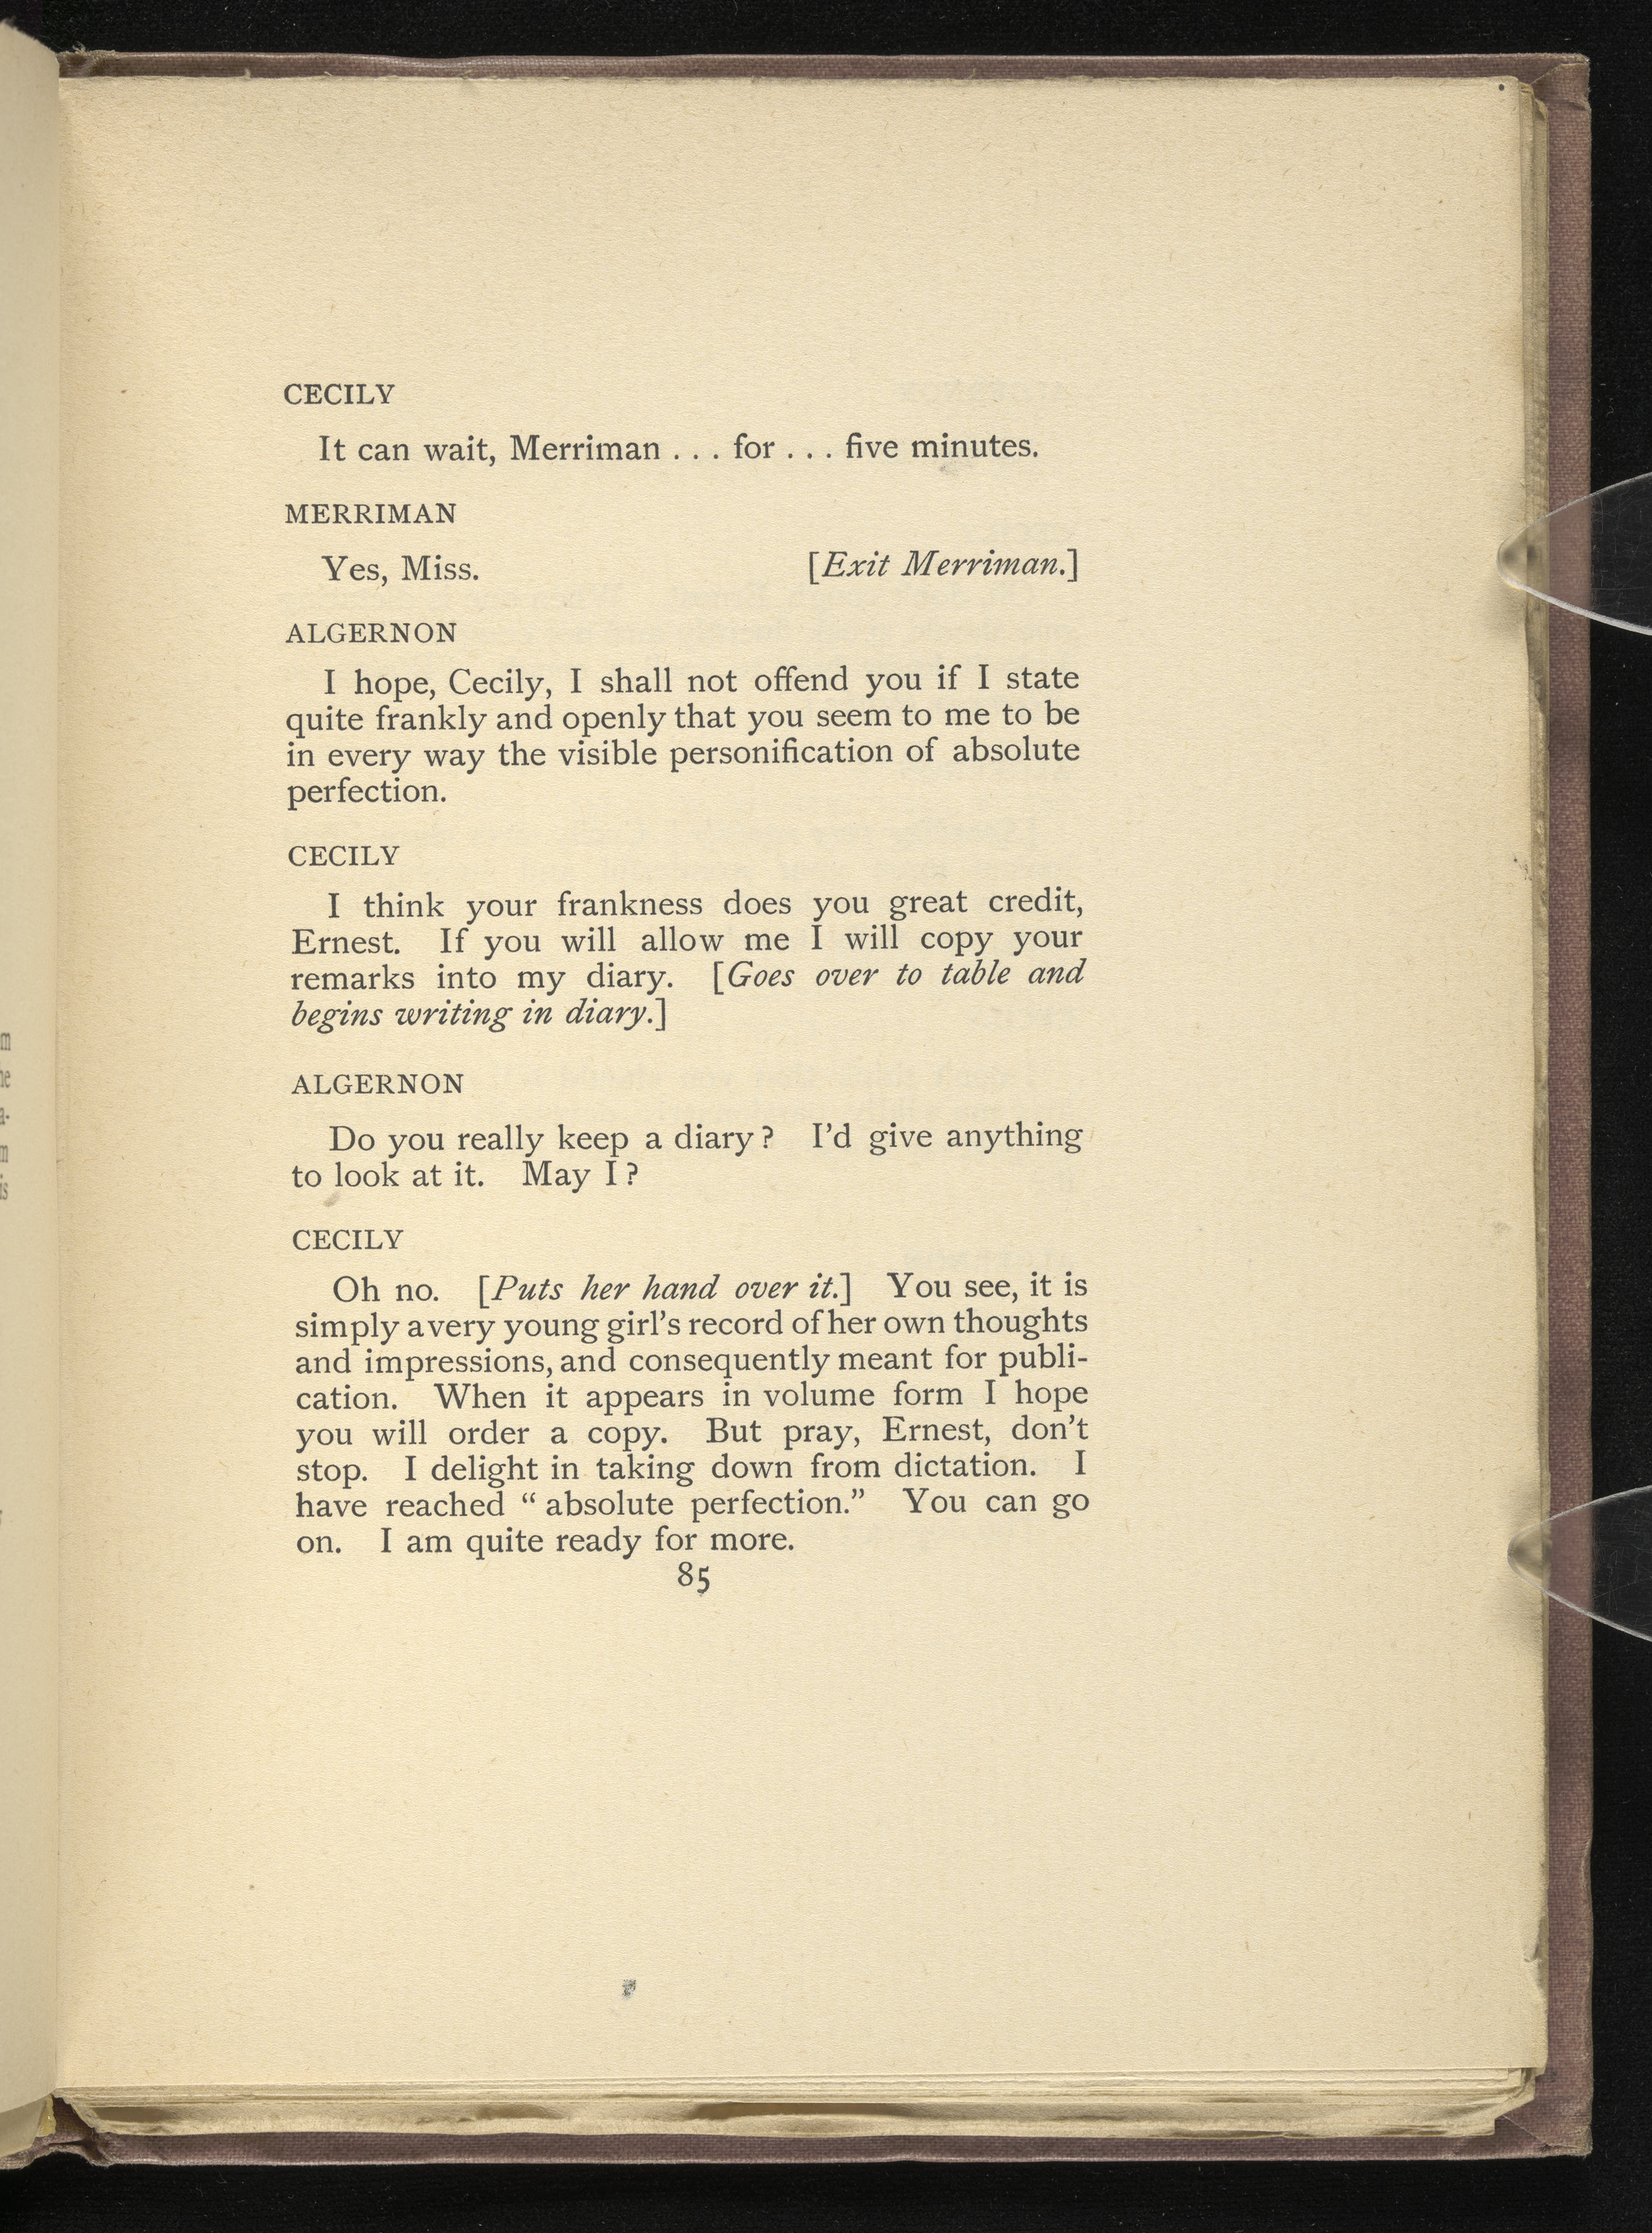 CECILY
It can wait, Merriman . . . for . . . five minutes.
MERRIMAN
Yes, Miss. [Exit Merriman.]
ALGERNON
I hope, Cecily, I shall not offend you if I state
quite frankly and openly that you seem to me to be
in every way the visible personification of absolute
perfection.
CECILY
I think your frankness does you great credit,
Ernest. If you will allow me I will copy your
remarks into my diary. [Goes over to table and
begins writing in diary.]
ALGERNON
Do you really keep a diary? I'd give anything
to look at it. May I?
CECILY
Oh no. [Puts her hand over it.] You see, it is
simply a very young girl's record of her own thoughts
and impressions, and consequently meant for publi-
cation. When it appears in volume form I hope
you will order a copy. But pray, Ernest, don't
stop. I delight in taking down from dictation. I
have reached “absolute perfection.” You can go
on. I am quite ready for more.
85